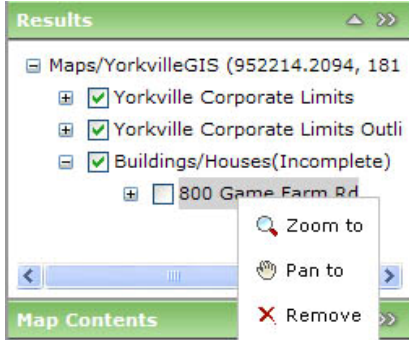 Results
Maps/YorkvilleGIS (952214.2094, 181
Yorkville Corporate Limits
Yorkville Corporate Limits Outli
Buildings/Houses(Incomplete)
800 Game Farm Rd
Zoom to
Pan to
Remove
Map Contents